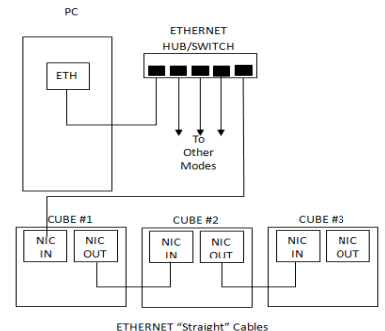 PC
ETHERNET
HUB/SWITCH
ETH
To
Other
Modes
CUBE #1
CUBE #2
CUBE #3
NIC
IN
NIC
OUT
NIC
IN
NIC
OUT
NIC
IN
NIC
OUT
ETHERNET “Straight” Cables